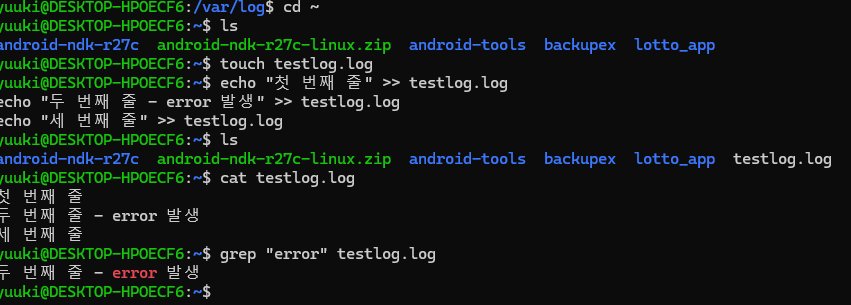 yuuki@DESKTOP-HPOECF6:/var/log$ cd ~
yuuki@DESKTOP-HPOECF6:~$ ls
android-ndk-r27c  android-ndk-r27c-linux.zip  android-tools  backupex  lotto_app
yuuki@DESKTOP-HPOECF6:~$ touch testlog.log
yuuki@DESKTOP-HPOECF6:~$ echo "첫 번째 줄" >> testlog.log
echo "두 번째 줄 - error 발생" >> testlog.log
echo "세 번째 줄" >> testlog.log
yuuki@DESKTOP-HPOECF6:~$ ls
android-ndk-r27c  android-ndk-r27c-linux.zip  android-tools  backupex  lotto_app  testlog.log
yuuki@DESKTOP-HPOECF6:~$ cat testlog.log
첫 번째 줄
두 번째 줄 - error 발생
세 번째 줄
yuuki@DESKTOP-HPOECF6:~$ grep "error" testlog.log
두 번째 줄 - error 발생
yuuki@DESKTOP-HPOECF6:~$